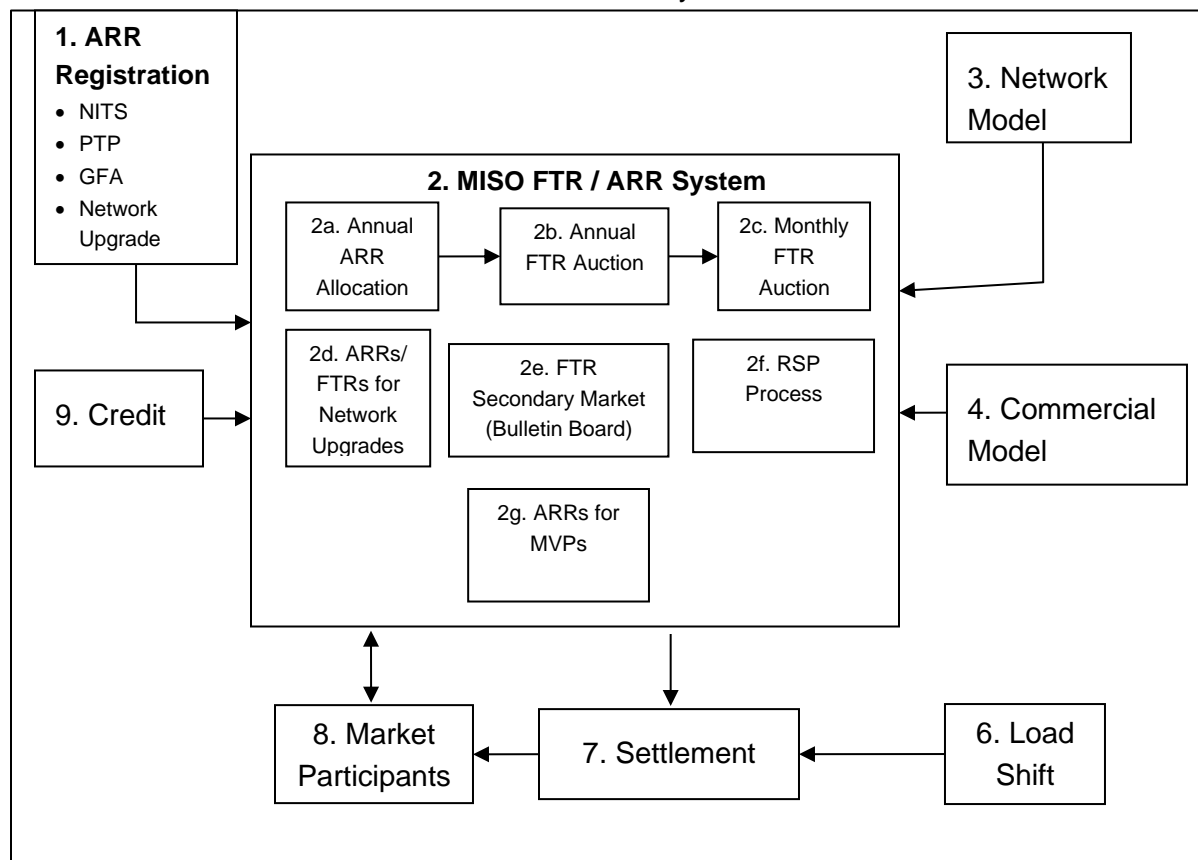 1. ARR
Registration
• NITS
• PTP
• GFA
• Network
Upgrade
3. Network
Model
2. MISO FTR / ARR System
2a. Annual
ARR
Allocation
2b. Annual
FTR Auction
2c. Monthly
FTR
Auction
2d. ARRs/
FTRs for
Network
Upgrades
2e. FTR
Secondary Market
(Bulletin Board)
2f. RSP
Process
9. Credit
4. Commercial
Model
2g. ARRs for
MVPs
8. Market
Participants
7. Settlement
6. Load
Shift